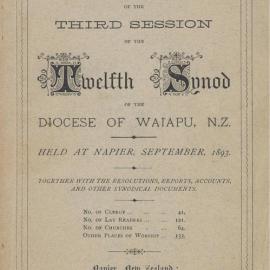 OF THE
THIRD SESSION
OF THE
Twelfth Synod
OF THE
DIOCESE OF WAIAPU, N.Z.
HELD AT NAPIER, SEPTEMBER, 1893.
TOGETHER WITH THE RESOLUTIONS, REPORTS, ACCOUNTS,
AND OTHER SYNODICAL DOCUMENTS.
No. of Clergy ... ... ... 41.
No. of Lay Readers ... ... 121.
No. of Churches ... ... 64.
Other Places of Worship ... 133.
Napier, New Zealand: